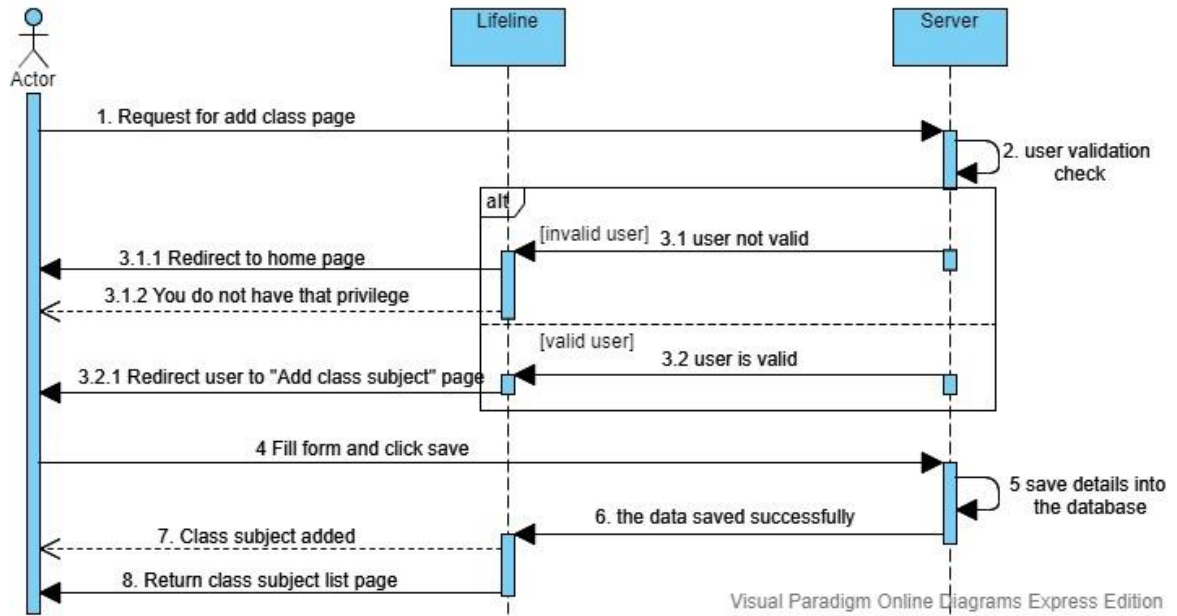 Lifeline
Server
Actor
1. Request for add class page
2. user validation
check
alt
[invalid user]
3.1 user not valid
3.1.1 Redirect to home page
3.1.2 You do not have that privilege
[valid user]
3.2 user is valid
3.2.1 Redirect user to "Add class subject" page
4 Fill form and click save
5 save details into
the database
6. the data saved successfully
7. Class subject added
8. Return class subject list page
Visual Paradigm Online Diagrams Express Edition